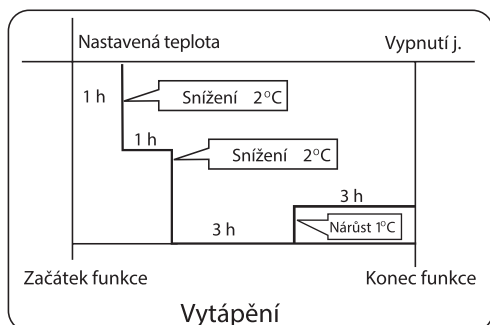 Nastavená teplota Vypnutí j.
1 h Snížení 2°C
1 h Snížení 2°C
3 h
3 h Nárůst 1°C
Začátek funkce Konec funkce
Vytápění